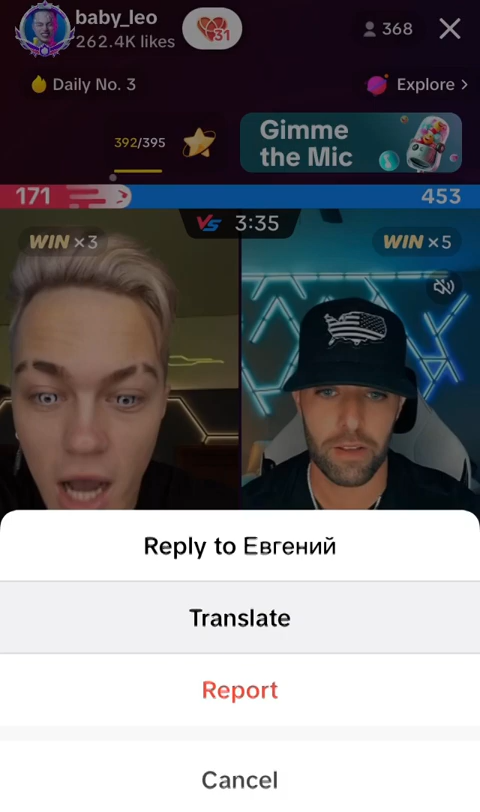 baby_leo
262.4K likes
31
368
Daily No. 3
Explore >
392/395
Gimme
the Mic
171
453
VS 3:35
WIN ×3
WIN ×5
Reply to Евгений
Translate
Report
Cancel